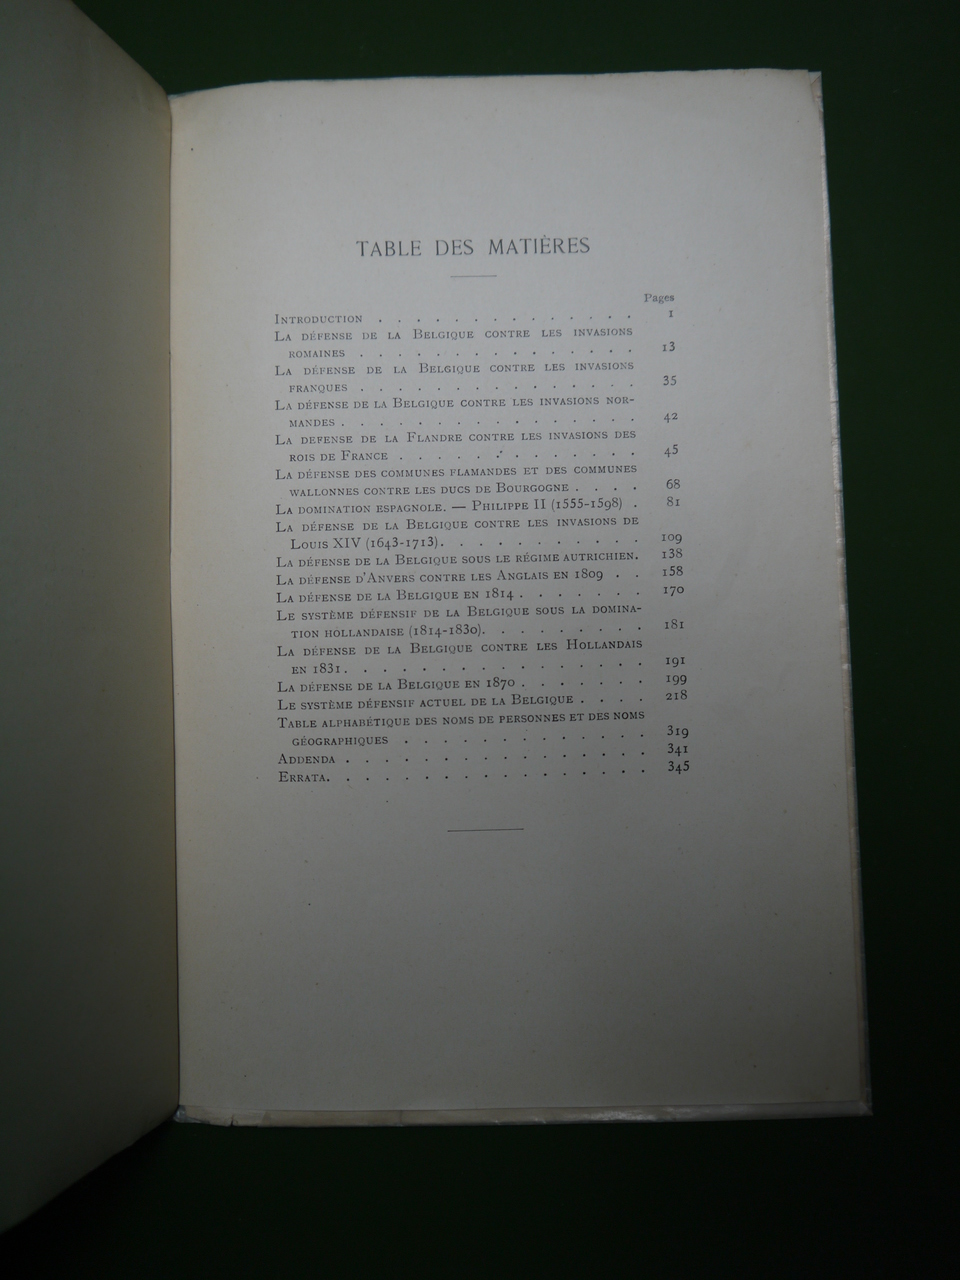 TABLE DES MATIÈRES
Pages
INTRODUCTION . . . . . . . . . . . . . . 1
LA DÉFENSE DE LA BELGIQUE CONTRE LES INVASIONS
ROMAINES . . . . . . . . . . . . . . . 13
LA DÉFENSE DE LA BELGIQUE CONTRE LES INVASIONS
FRANQUES . . . . . . . . . . . . . . . 35
LA DÉFENSE DE LA BELGIQUE CONTRE LES INVASIONS NOR-
MANDES . . . . . . . . . . . . . . . . 42
LA DEFENSE DE LA FLANDRE CONTRE LES INVASIONS DES
ROIS DE FRANCE . . . . . . . . . . . . . 45
LA DÉFENSE DES COMMUNES FLAMANDES ET DES COMMUNES
WALLONNES CONTRE LES DUCS DE BOURGOGNE . . . . 68
LA DOMINATION ESPAGNOLE. — PHILIPPE II (1555-1598) . 81
LA DÉFENSE DE LA BELGIQUE CONTRE LES INVASIONS DE
LOUIS XIV (1643-1713). . . . . . . . . . . 109
LA DÉFENSE DE LA BELGIQUE SOUS LE RÉGIME AUTRICHIEN. 138
LA DÉFENSE D'ANVERS CONTRE LES ANGLAIS EN 1809 . . 158
LA DÉFENSE DE LA BELGIQUE EN 1814 . . . . . . . 170
LE SYSTÈME DÉFENSIF DE LA BELGIQUE SOUS LA DOMINA-
TION HOLLANDAISE (1814-1830). . . . . . . . . 181
LA DÉFENSE DE LA BELGIQUE CONTRE LES HOLLANDAIS
EN 1831. . . . . . . . . . . . . . . . 191
LA DÉFENSE DE LA BELGIQUE EN 1870 . . . . . . . 199
LE SYSTÈME DÉFENSIF ACTUEL DE LA BELGIQUE . . . . 218
TABLE ALPHABÉTIQUE DES NOMS DE PERSONNES ET DES NOMS
GÉOGRAPHIQUES . . . . . . . . . . . . . 319
ADDENDA . . . . . . . . . . . . . . . . 341
ERRATA. . . . . . . . . . . . . . . . . 345